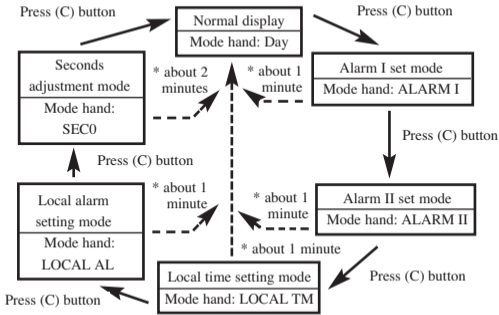 Press (C) button
Normal display
Mode hand: Day
Press (C) button
Seconds
adjustment mode
Mode hand:
SEC0
* about 2
minutes
* about 1
minute
Alarm I set mode
Mode hand: ALARM I
Press (C) button
Press (C) button
Local alarm
setting mode
Mode hand:
LOCAL AL
* about 1
minute
* about 1
minute
Alarm II set mode
Mode hand: ALARM II
* about 1 minute
Local time setting mode
Mode hand: LOCAL TM
Press (C) button
Press (C) button